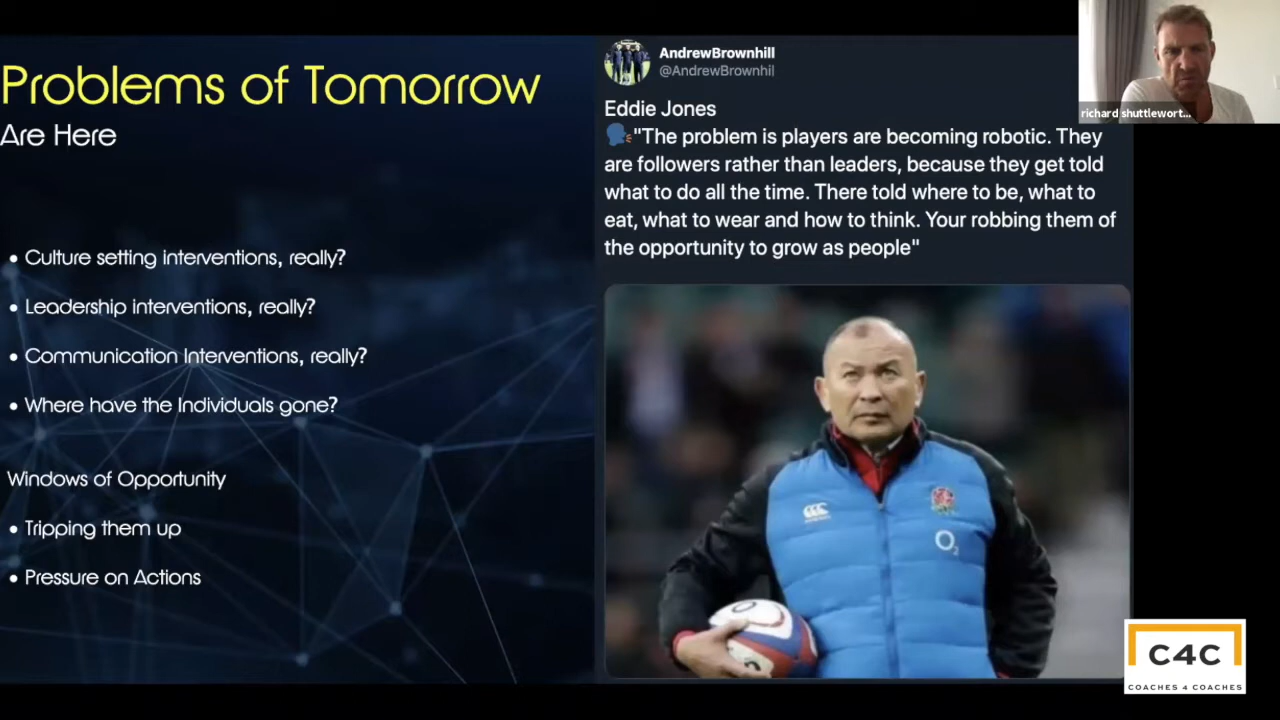 Problems of Tomorrow
Are Here
• Culture setting interventions, really?
• Leadership interventions, really?
• Communication Interventions, really?
• Where have the Individuals gone?
Windows of Opportunity
• Tripping them up
• Pressure on Actions
AndrewBrownhill
@AndrewBrownhil
Eddie Jones
🗣"The problem is players are becoming robotic. They
are followers rather than leaders, because they get told
what to do all the time. There told where to be, what to
eat, what to wear and how to think. Your robbing them of
the opportunity to grow as people"
CCC
O2
richard shuttlewort...
C4C
COACHES 4 COACHES